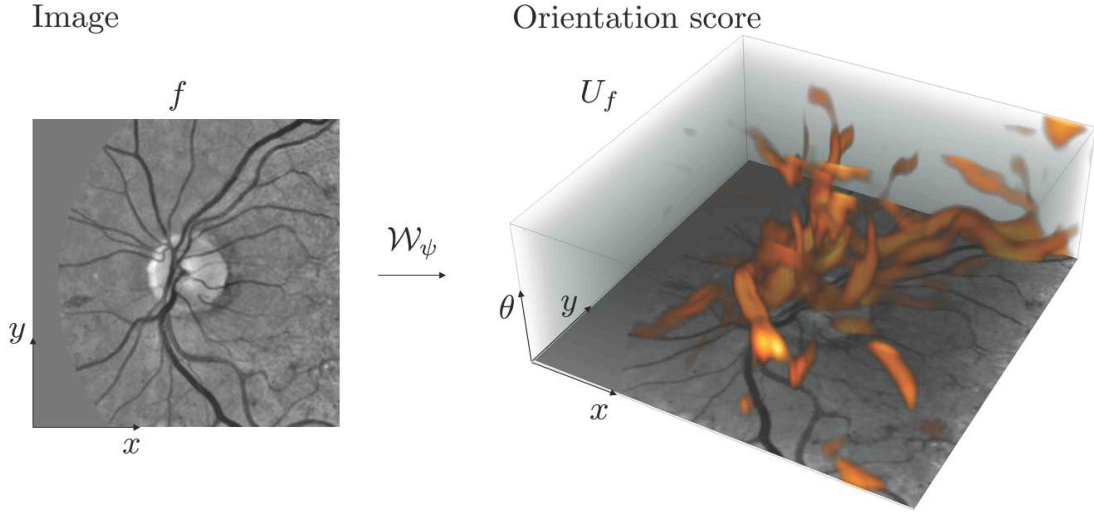 Image
Orientation score
f
U_f
𝒲_ψ
y
x
θ
y
x